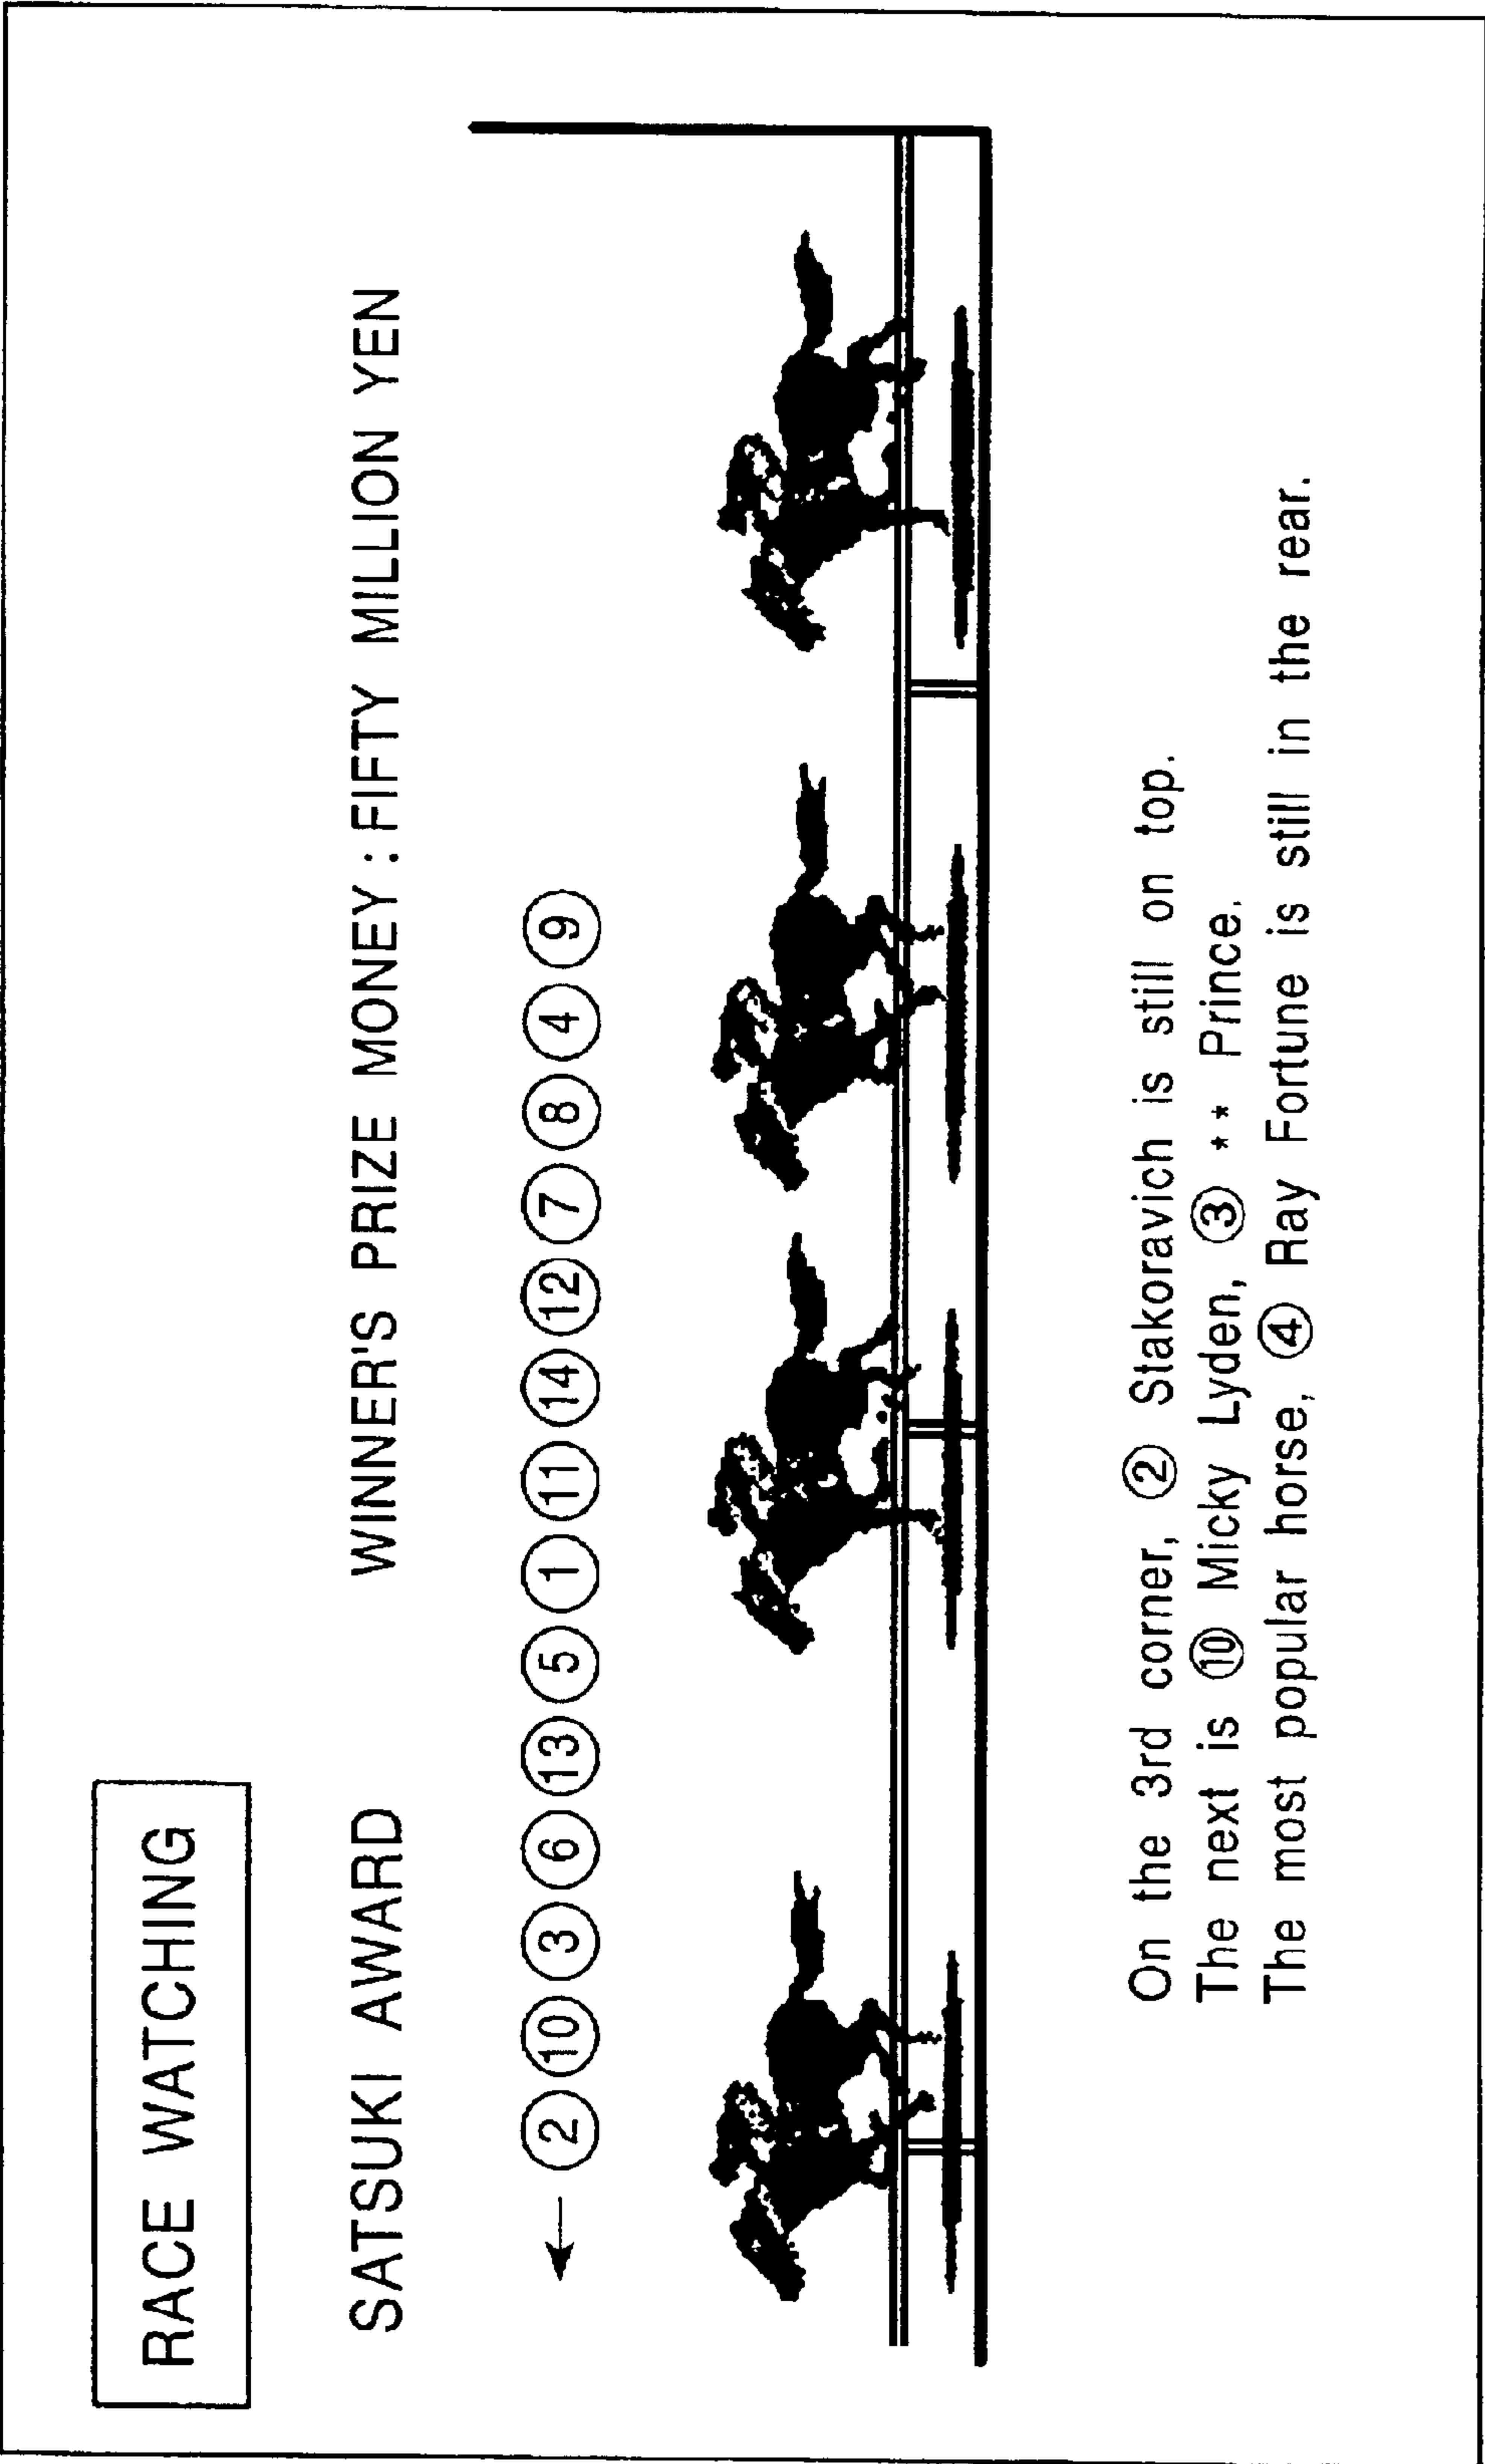 RACE WATCHING
SATSUKI AWARD WINNER'S PRIZE MONEY : FIFTY MILLION YEN
← ② ⑩ ③ ⑥ ⑬ ⑤ ① ⑪ ⑭ ⑫ ⑦ ⑧ ④ ⑨
On the 3rd corner, ② Stakoravich is still on top.
The next is ⑩ Micky Lyden, ③ ** Prince.
The most popular horse, ④ Ray Fortune is still in the rear.